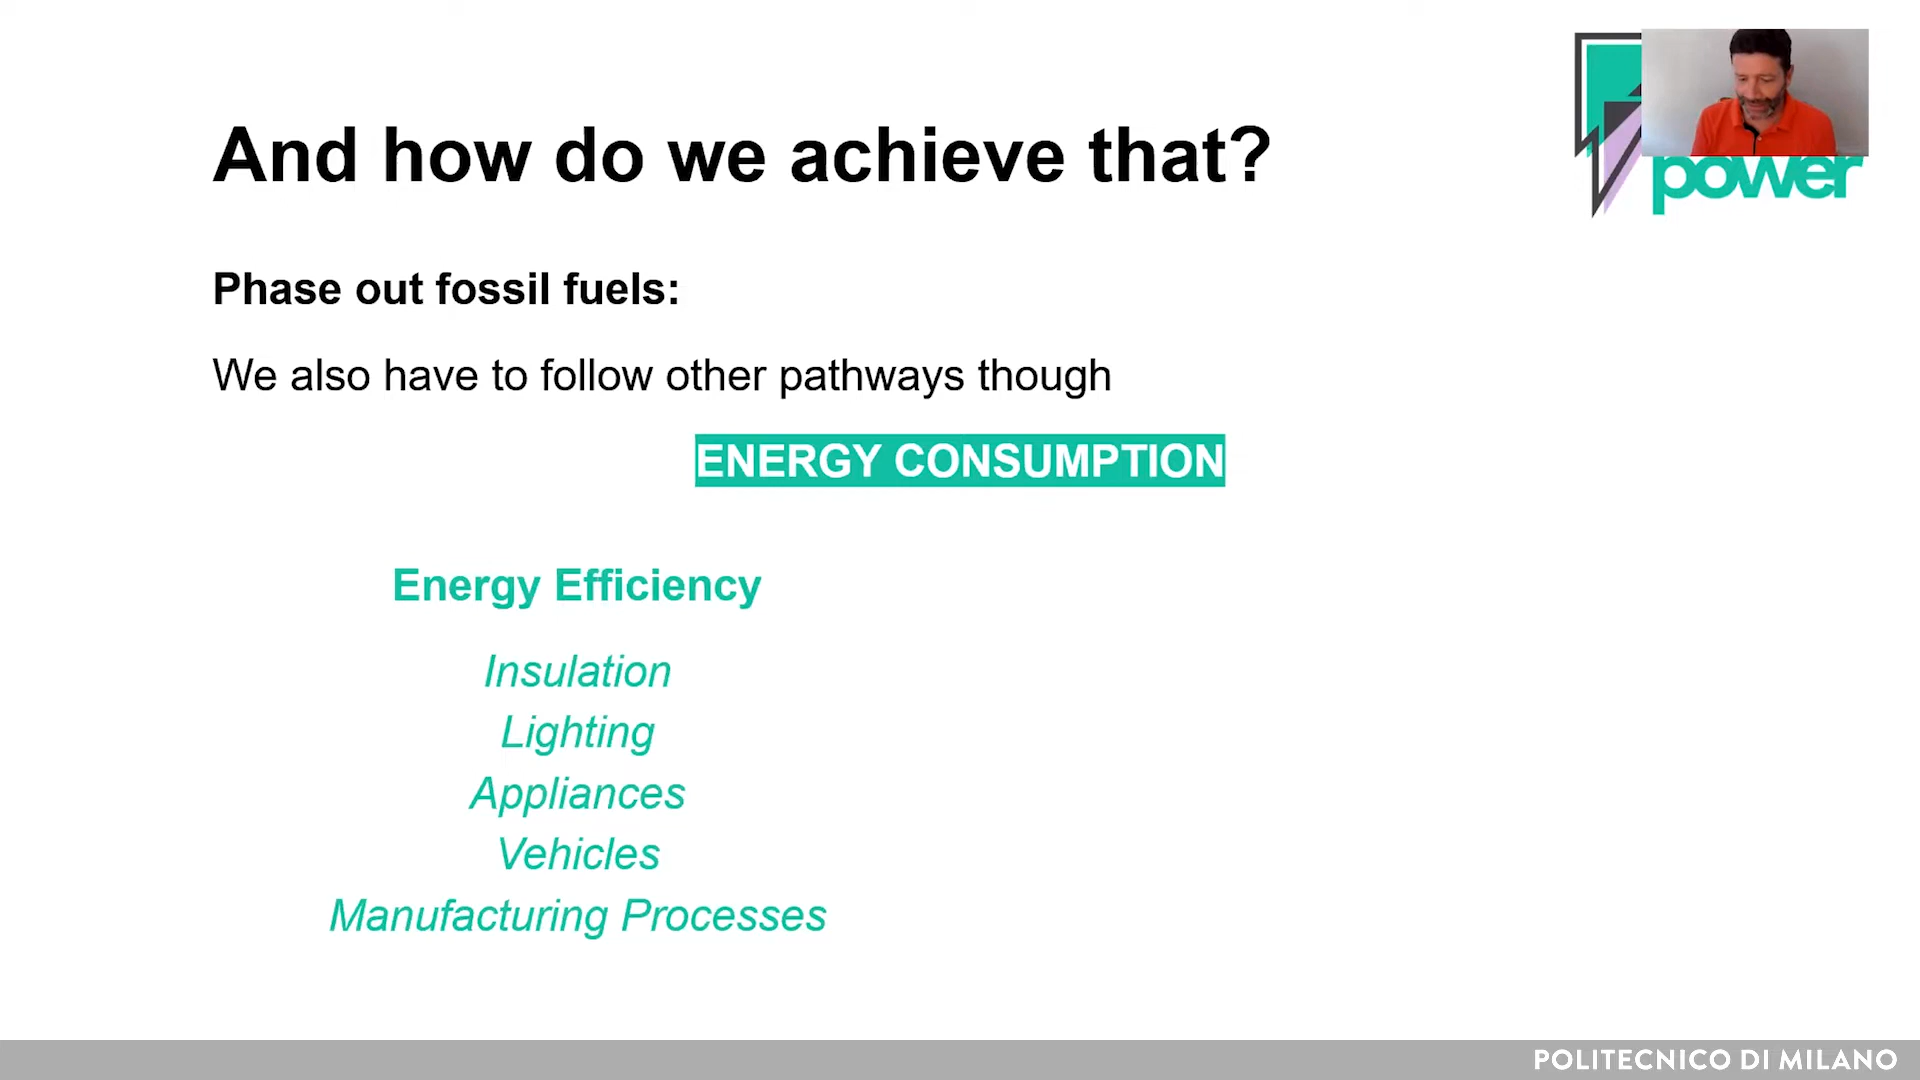 And how do we achieve that?
power
Phase out fossil fuels:
We also have to follow other pathways though
ENERGY CONSUMPTION
Energy Efficiency
Insulation
Lighting
Appliances
Vehicles
Manufacturing Processes
POLITECNICO DI MILANO